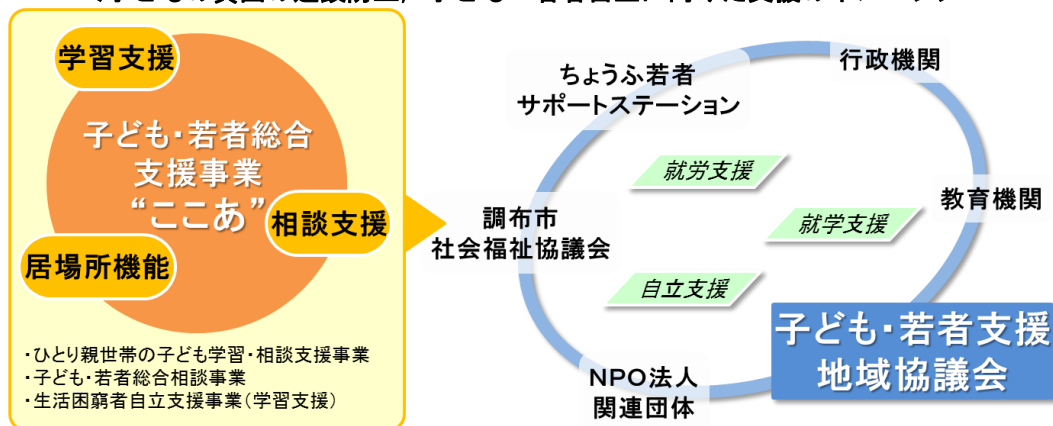 学習支援
子ども・若者総合
支援事業
“ここあ”
相談支援
居場所機能
・ひとり親世帯の子ども学習・相談支援事業
・子ども・若者総合相談事業
・生活困窮者自立支援事業(学習支援)
ちょうふ若者
サポートステーション
行政機関
就労支援
教育機関
就学支援
調布市
社会福祉協議会
自立支援
子ども・若者支援
地域協議会
NPO法人
関連団体